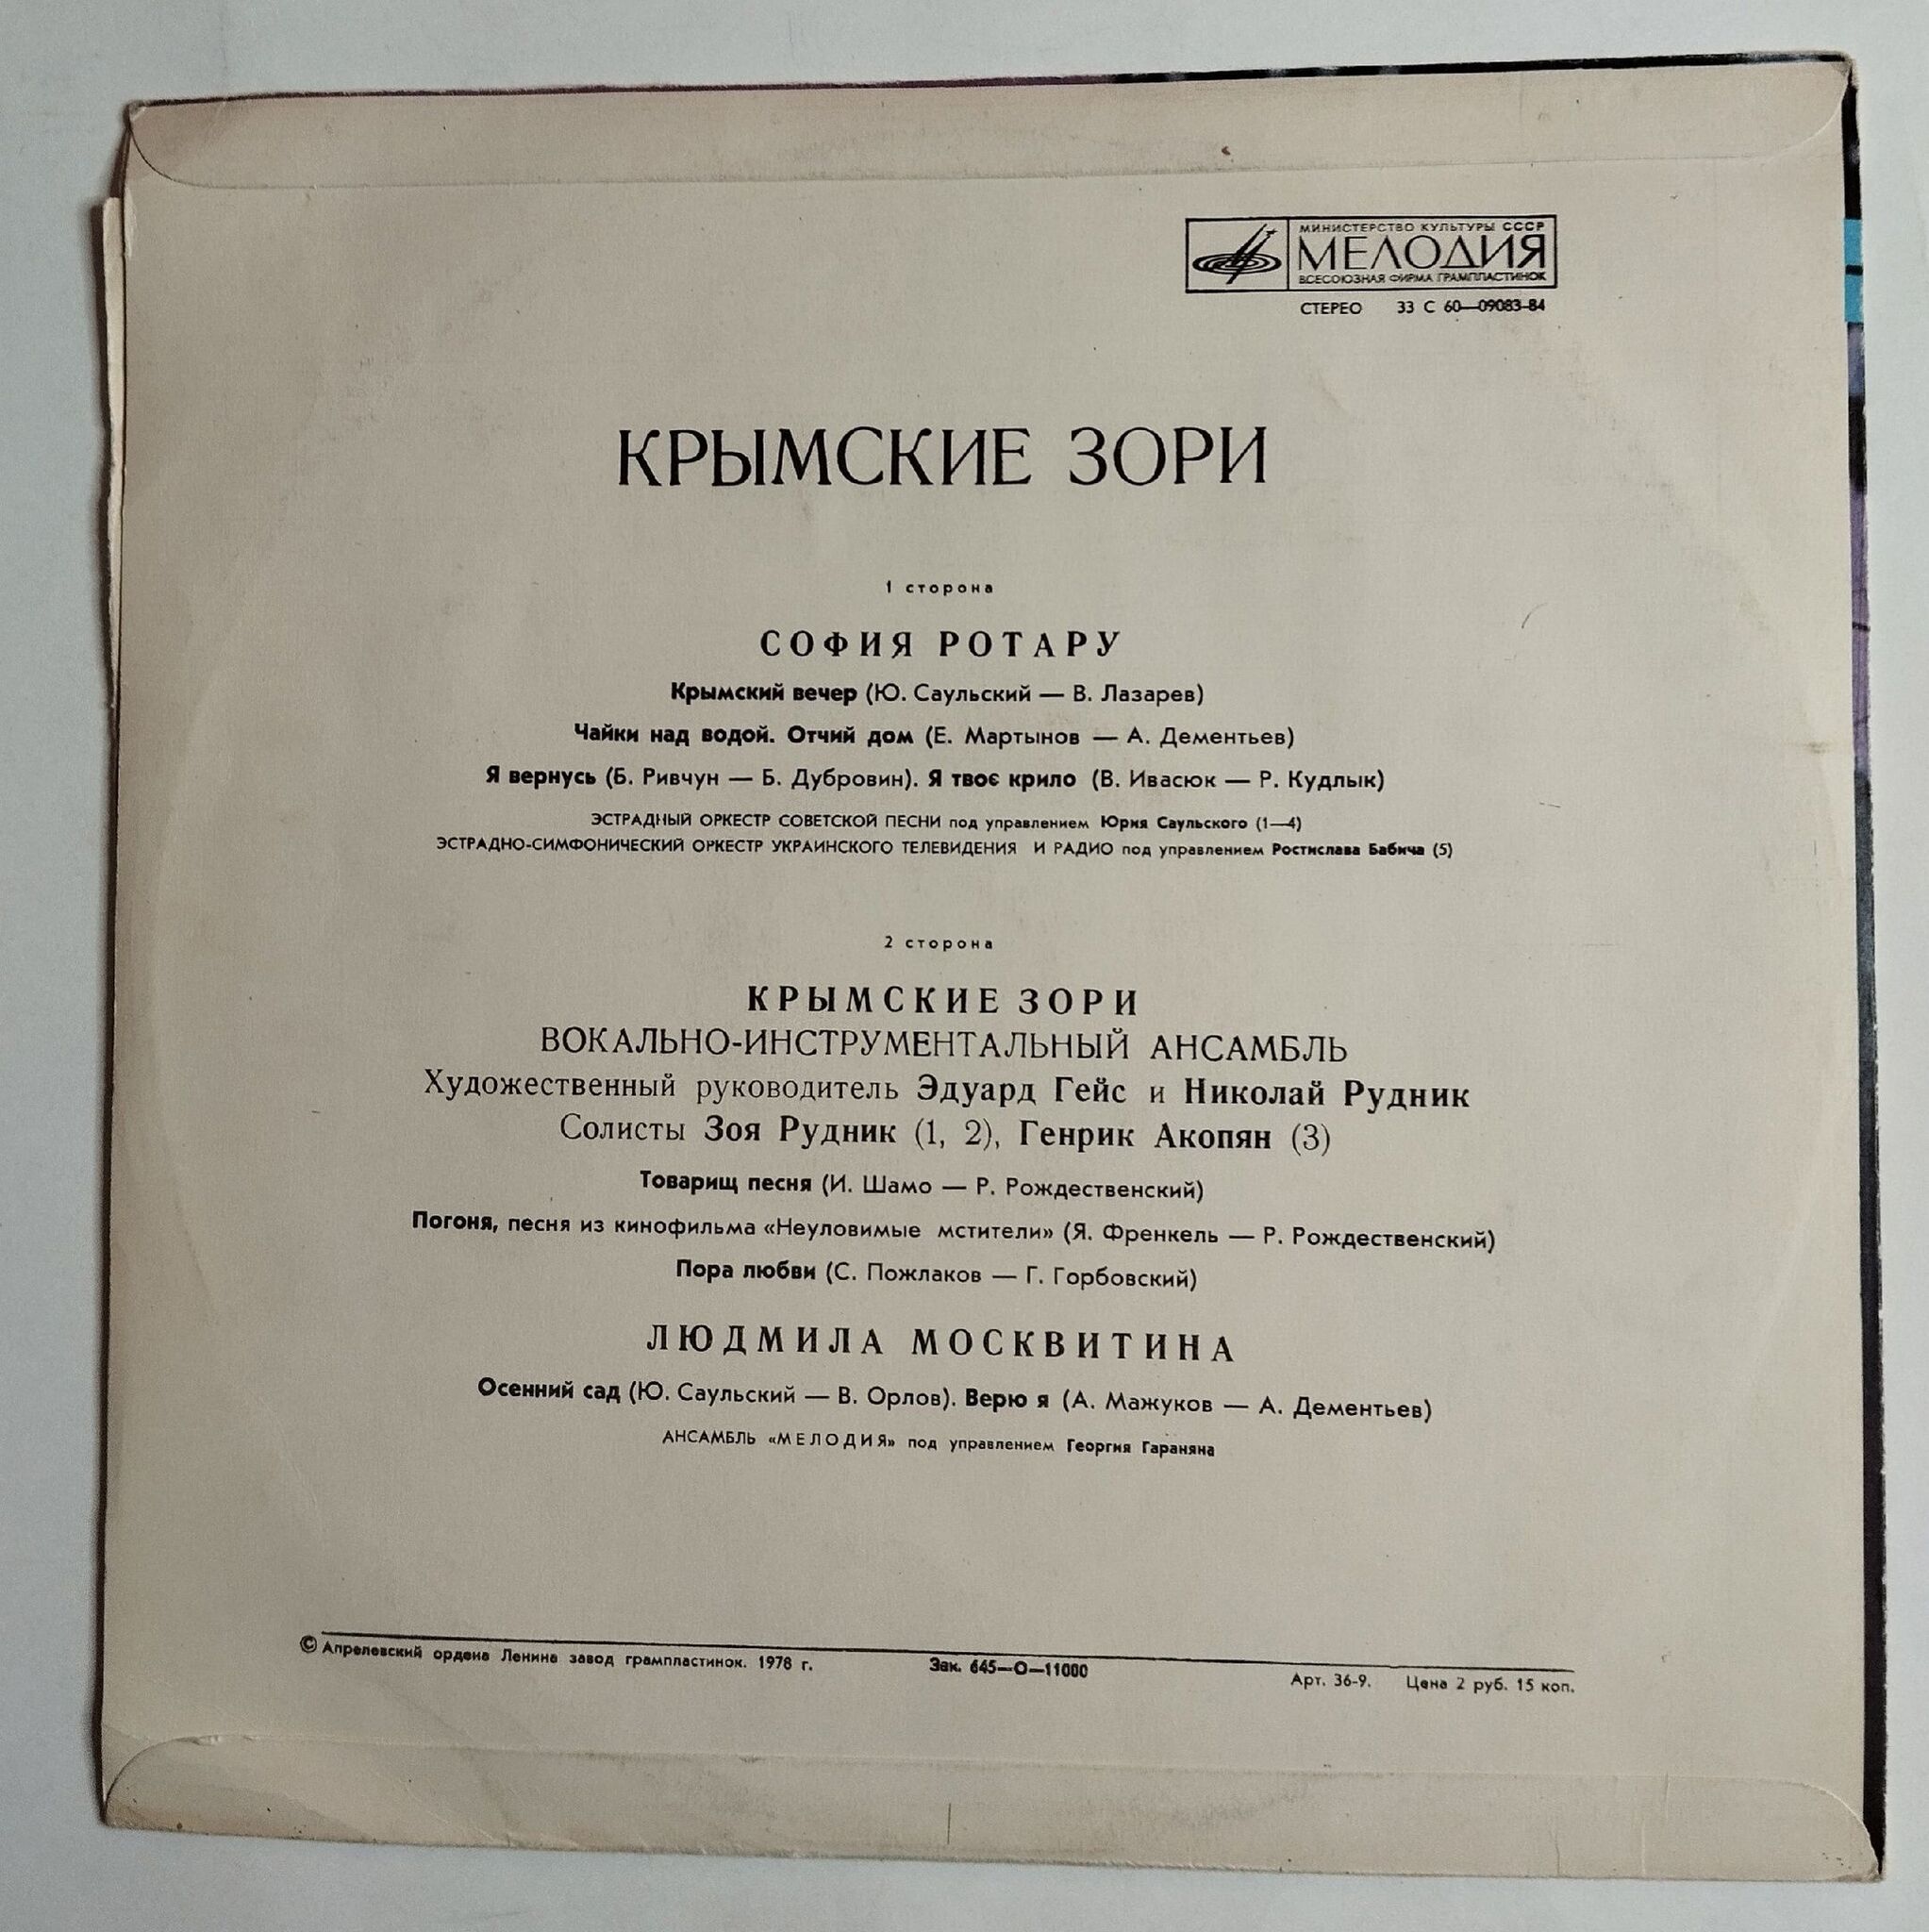 МИНИСТЕРСТВО КУЛЬТУРЫ СССР
МЕЛОДИЯ
ВСЕСОЮЗНАЯ ФИРМА ГРАМПЛАСТИНОК
СТЕРЕО 33 С 60—09083-84
КРЫМСКИЕ ЗОРИ
1 сторона
СОФИЯ РОТАРУ
Крымский вечер (Ю. Саульский — В. Лазарев)
Чайки над водой. Отчий дом (Е. Мартынов — А. Дементьев)
Я вернусь (Б. Ривчун — Б. Дубровин). Я твоє крило (В. Ивасюк — Р. Кудлык)
ЭСТРАДНЫЙ ОРКЕСТР СОВЕТСКОЙ ПЕСНИ под управлением Юрия Саульского (1—4)
ЭСТРАДНО-СИМФОНИЧЕСКИЙ ОРКЕСТР УКРАИНСКОГО ТЕЛЕВИДЕНИЯ И РАДИО под управлением Ростислава Бабича (5)
2 сторона
КРЫМСКИЕ ЗОРИ
ВОКАЛЬНО-ИНСТРУМЕНТАЛЬНЫЙ АНСАМБЛЬ
Художественный руководитель Эдуард Гейс и Николай Рудник
Солисты Зоя Рудник (1, 2), Генрик Акопян (3)
Товарищ песня (И. Шамо — Р. Рождественский)
Погоня, песня из кинофильма «Неуловимые мстители» (Я. Френкель — Р. Рождественский)
Пора любви (С. Пожлаков — Г. Горбовский)
ЛЮДМИЛА МОСКВИТИНА
Осенний сад (Ю. Саульский — В. Орлов). Верю я (А. Мажуков — А. Дементьев)
АНСАМБЛЬ «МЕЛОДИЯ» под управлением Георгия Гараняна
© Апрелевский ордена Ленина завод грампластинок. 1978 г. Зак. 645—О—11000 Арт. 36-9. Цена 2 руб. 15 коп.